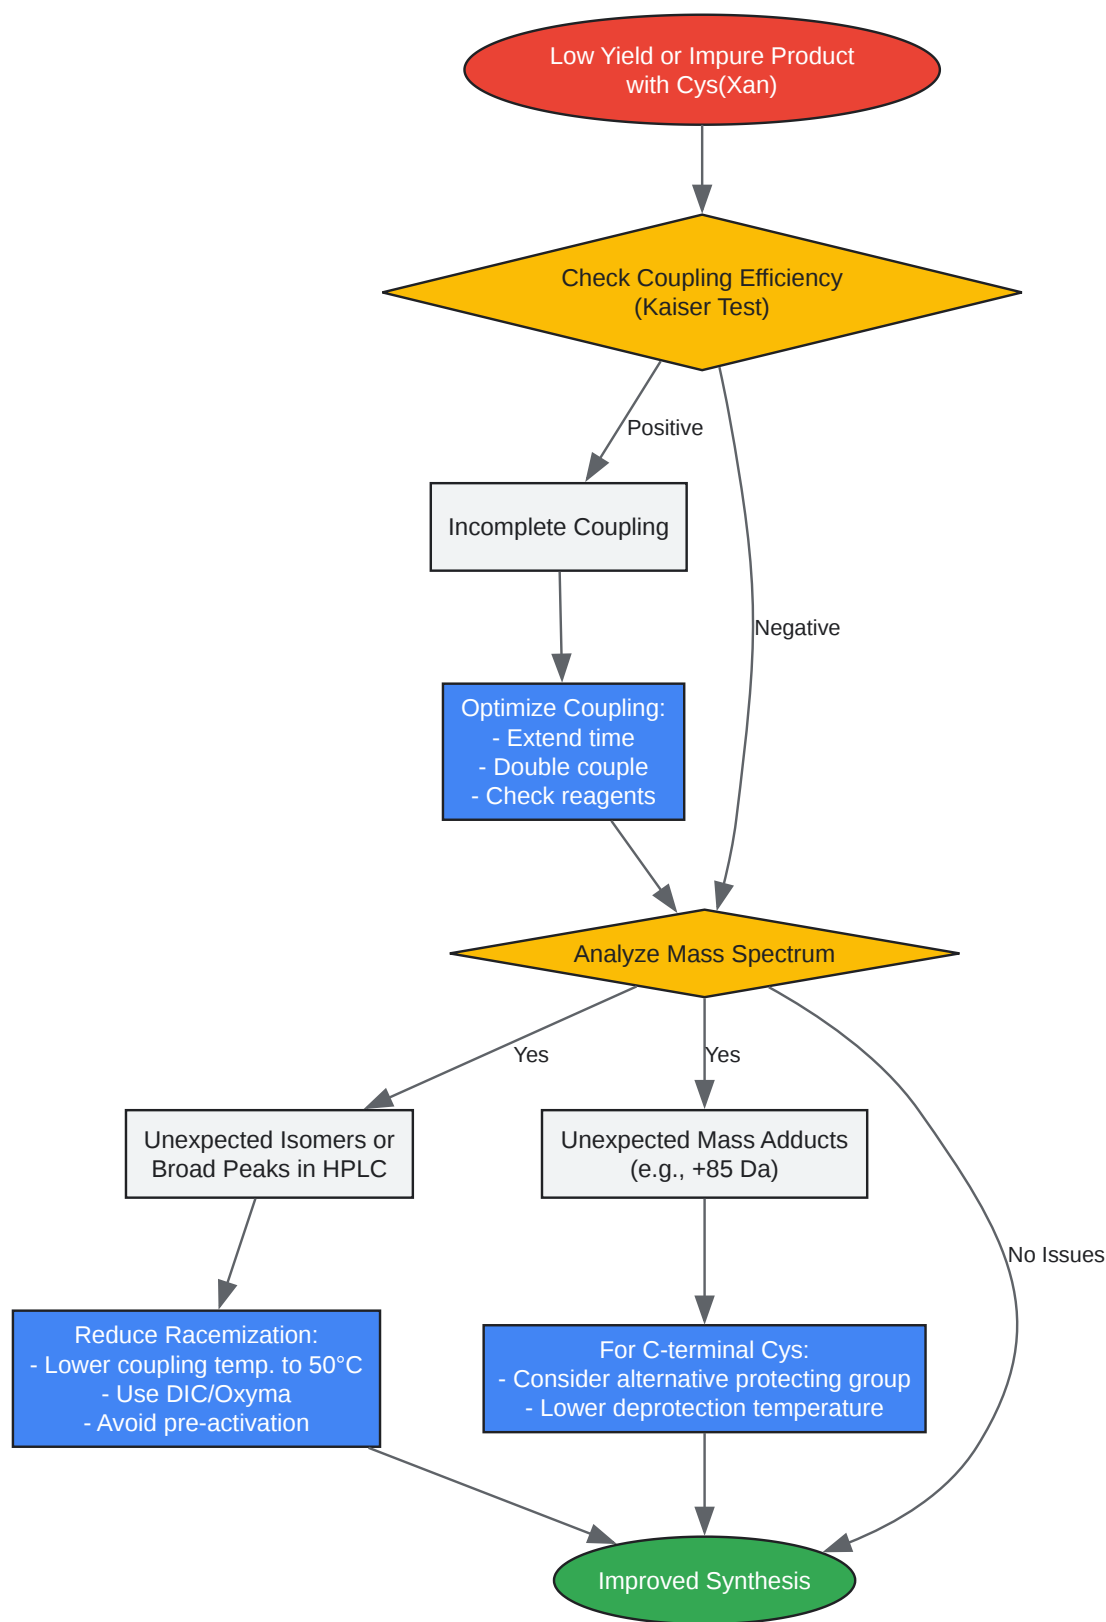 Low Yield or Impure Product
with Cys(Xan)
Check Coupling Efficiency
(Kaiser Test)
Positive
Incomplete Coupling
Negative
Optimize Coupling:
- Extend time
- Double couple
- Check reagents
Analyze Mass Spectrum
Yes
Yes
Unexpected Isomers or
Broad Peaks in HPLC
Unexpected Mass Adducts
(e.g., +85 Da)
No Issues
Reduce Racemization:
- Lower coupling temp. to 50°C
- Use DIC/Oxyma
- Avoid pre-activation
For C-terminal Cys:
- Consider alternative protecting group
- Lower deprotection temperature
Improved Synthesis